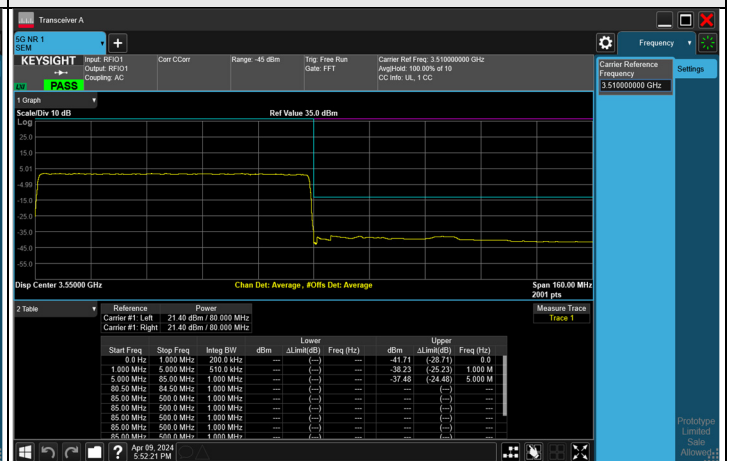 Transceiver A
5G NR 1
SEM
Frequency
KEYSIGHT
Input: RFIO1
Output: RFIO1
Coupling: AC
Corr CCorr
Range: -45 dBm
Trig: Free Run
Gate: FFT
Carrier Ref Freq: 3.510000000 GHz
Avg|Hold: 100.00% of 10
CC Info: UL, 1 CC
LXI
PASS
Carrier Reference
Frequency
3.510000000 GHz
Settings
1 Graph
Scale/Div 10 dB
Ref Value 35.0 dBm
Log
25.0
15.0
5.01
-4.99
-15.0
-25.0
-35.0
-45.0
-55.0
Disp Center 3.55000 GHz
Chan Det: Average, #Offs Det: Average
Span 160.00 MHz
2001 pts
2 Table
Reference Power
Carrier #1: Left 21.40 dBm / 80.000 MHz
Carrier #1: Right 21.40 dBm / 80.000 MHz
Measure Trace
Trace 1
Lower Upper
Start Freq Stop Freq Integ BW dBm ΔLimit(dB) Freq (Hz) dBm ΔLimit(dB) Freq (Hz)
0.0 Hz 1.000 MHz 200.0 kHz --- (---) --- -41.71 (-28.71) 0.0
1.000 MHz 5.000 MHz 510.0 kHz --- (---) --- -38.23 (-25.23) 1.000 M
5.000 MHz 85.00 MHz 1.000 MHz --- (---) --- -37.48 (-24.48) 5.000 M
80.50 MHz 84.50 MHz 1.000 MHz --- (---) --- --- (---) ---
85.00 MHz 500.0 MHz 1.000 MHz --- (---) --- --- (---) ---
85.00 MHz 500.0 MHz 1.000 MHz --- (---) --- --- (---) ---
85.00 MHz 500.0 MHz 1.000 MHz --- (---) --- --- (---) ---
85.00 MHz 500.0 MHz 1.000 MHz --- (---) --- --- (---) ---
Prototype
Limited
Sale
Allowed
Apr 09, 2024
5:52:21 PM